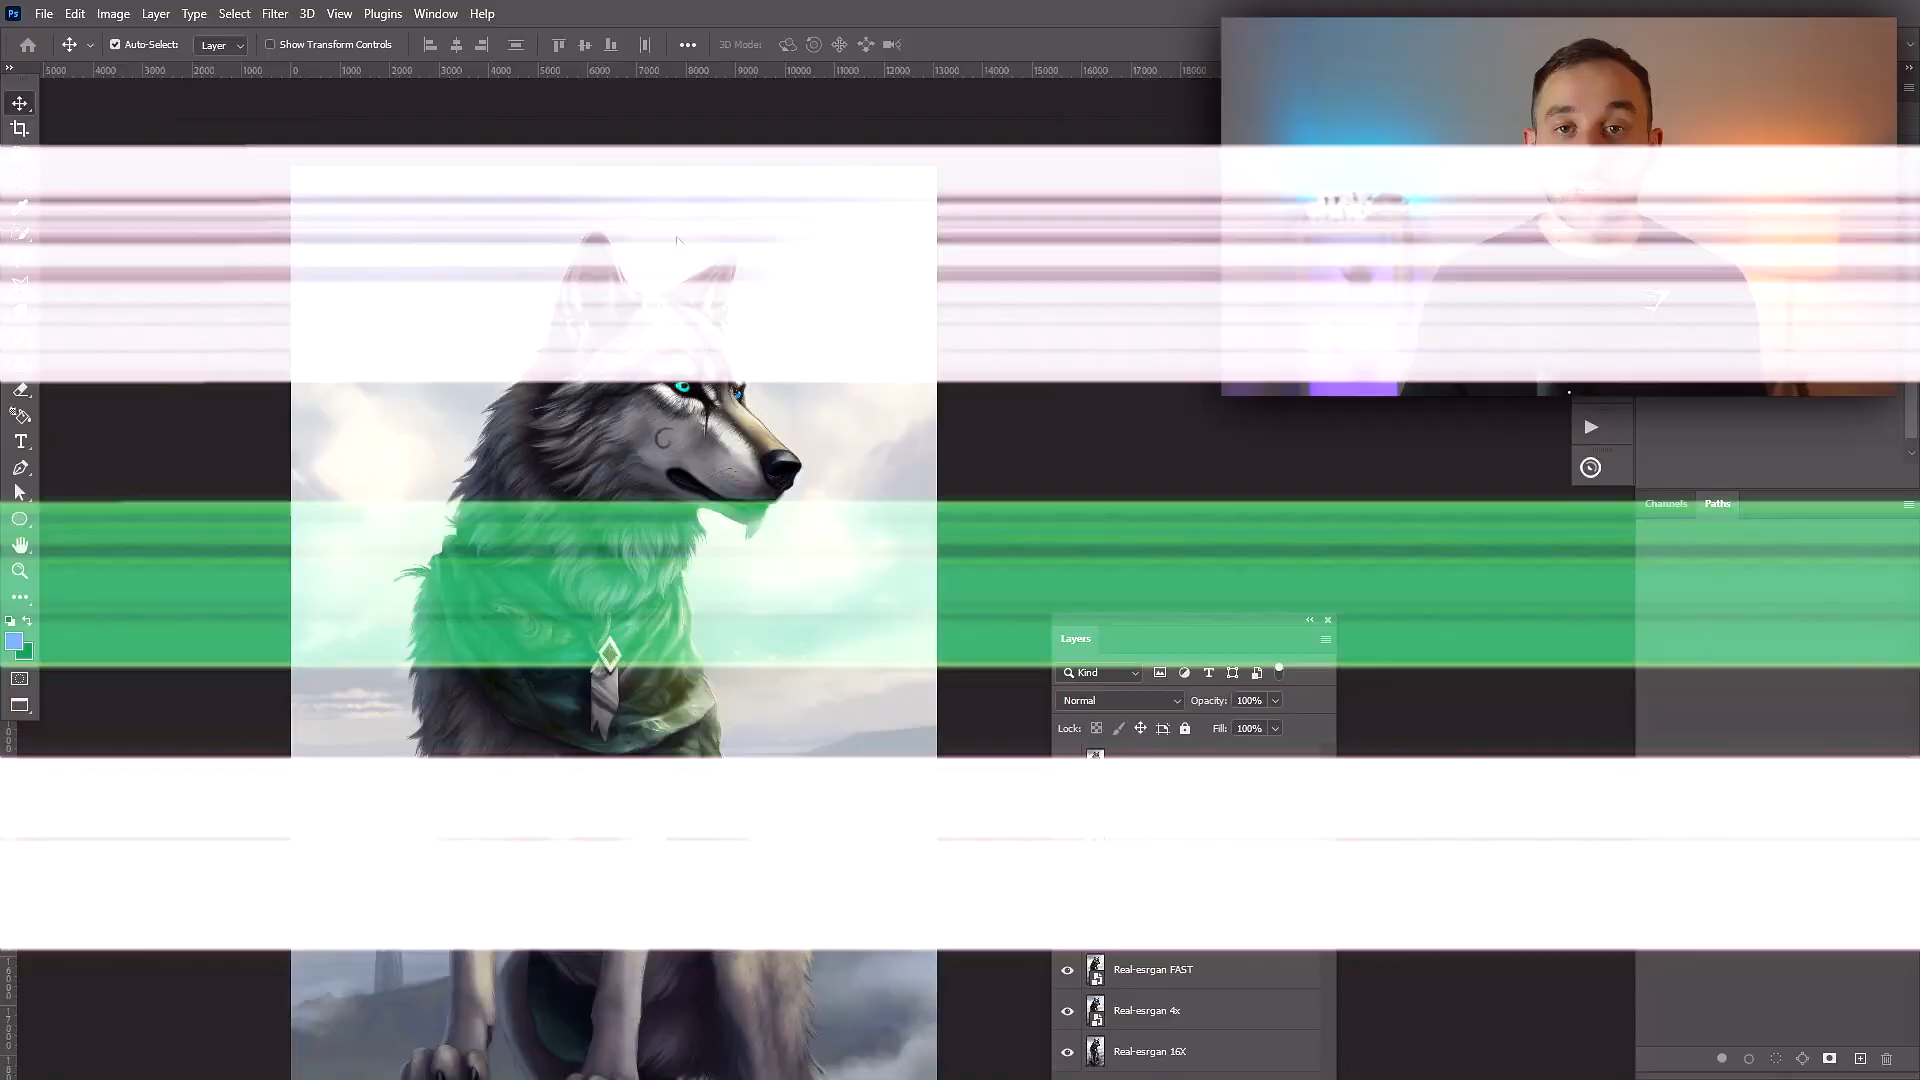 Ps File Edit Image Layer Type Select Filter 3D View Plugins Window Help
Auto-Select: Layer Show Transform Controls 3D Mode:
5000 4000 3000 2000 1000 0 1000 2000 3000 4000 5000 6000 7000 8000 9000 10000 11000 12000 13000 14000 15000 16000 17000 18000
Channels Paths
Layers
Kind
Normal Opacity: 100%
Lock: Fill: 100%
Real-esrgan FAST
Real-esrgan 4x
Real-esrgan 16X